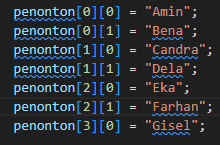 penonton[0][0] = "Amin";
penonton[0][1] = "Bena";
penonton[1][0] = "Candra";
penonton[1][1] = "Dela";
penonton[2][0] = "Eka";
penonton[2][1] = "Farhan";
penonton[3][0] = "Gisel";